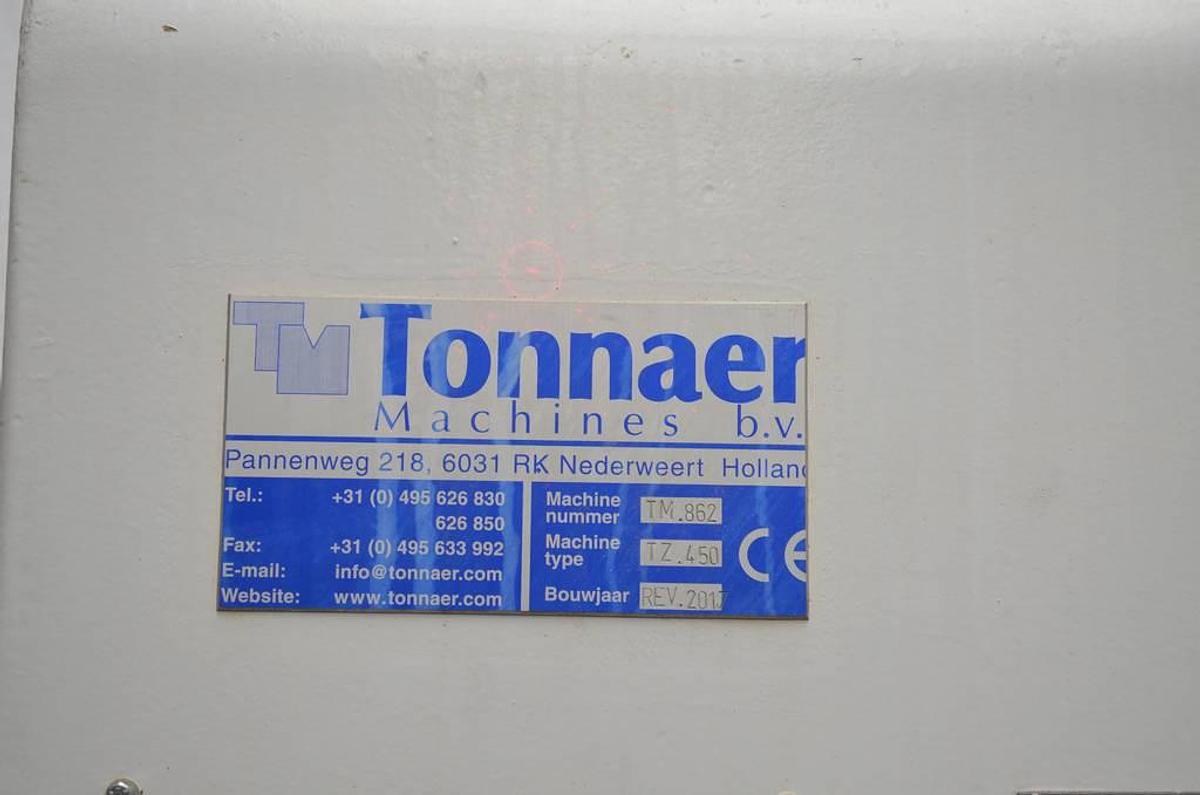 TM Tonnaer
Machines b.v.
Pannenweg 218, 6031 RK Nederweert Holland
Tel.: +31 (0) 495 626 830
626 850
Fax: +31 (0) 495 633 992
E-mail: info@tonnaer.com
Website: www.tonnaer.com
Machine
nummer TM.862
Machine
type TZ.450
Bouwjaar REV.
CE